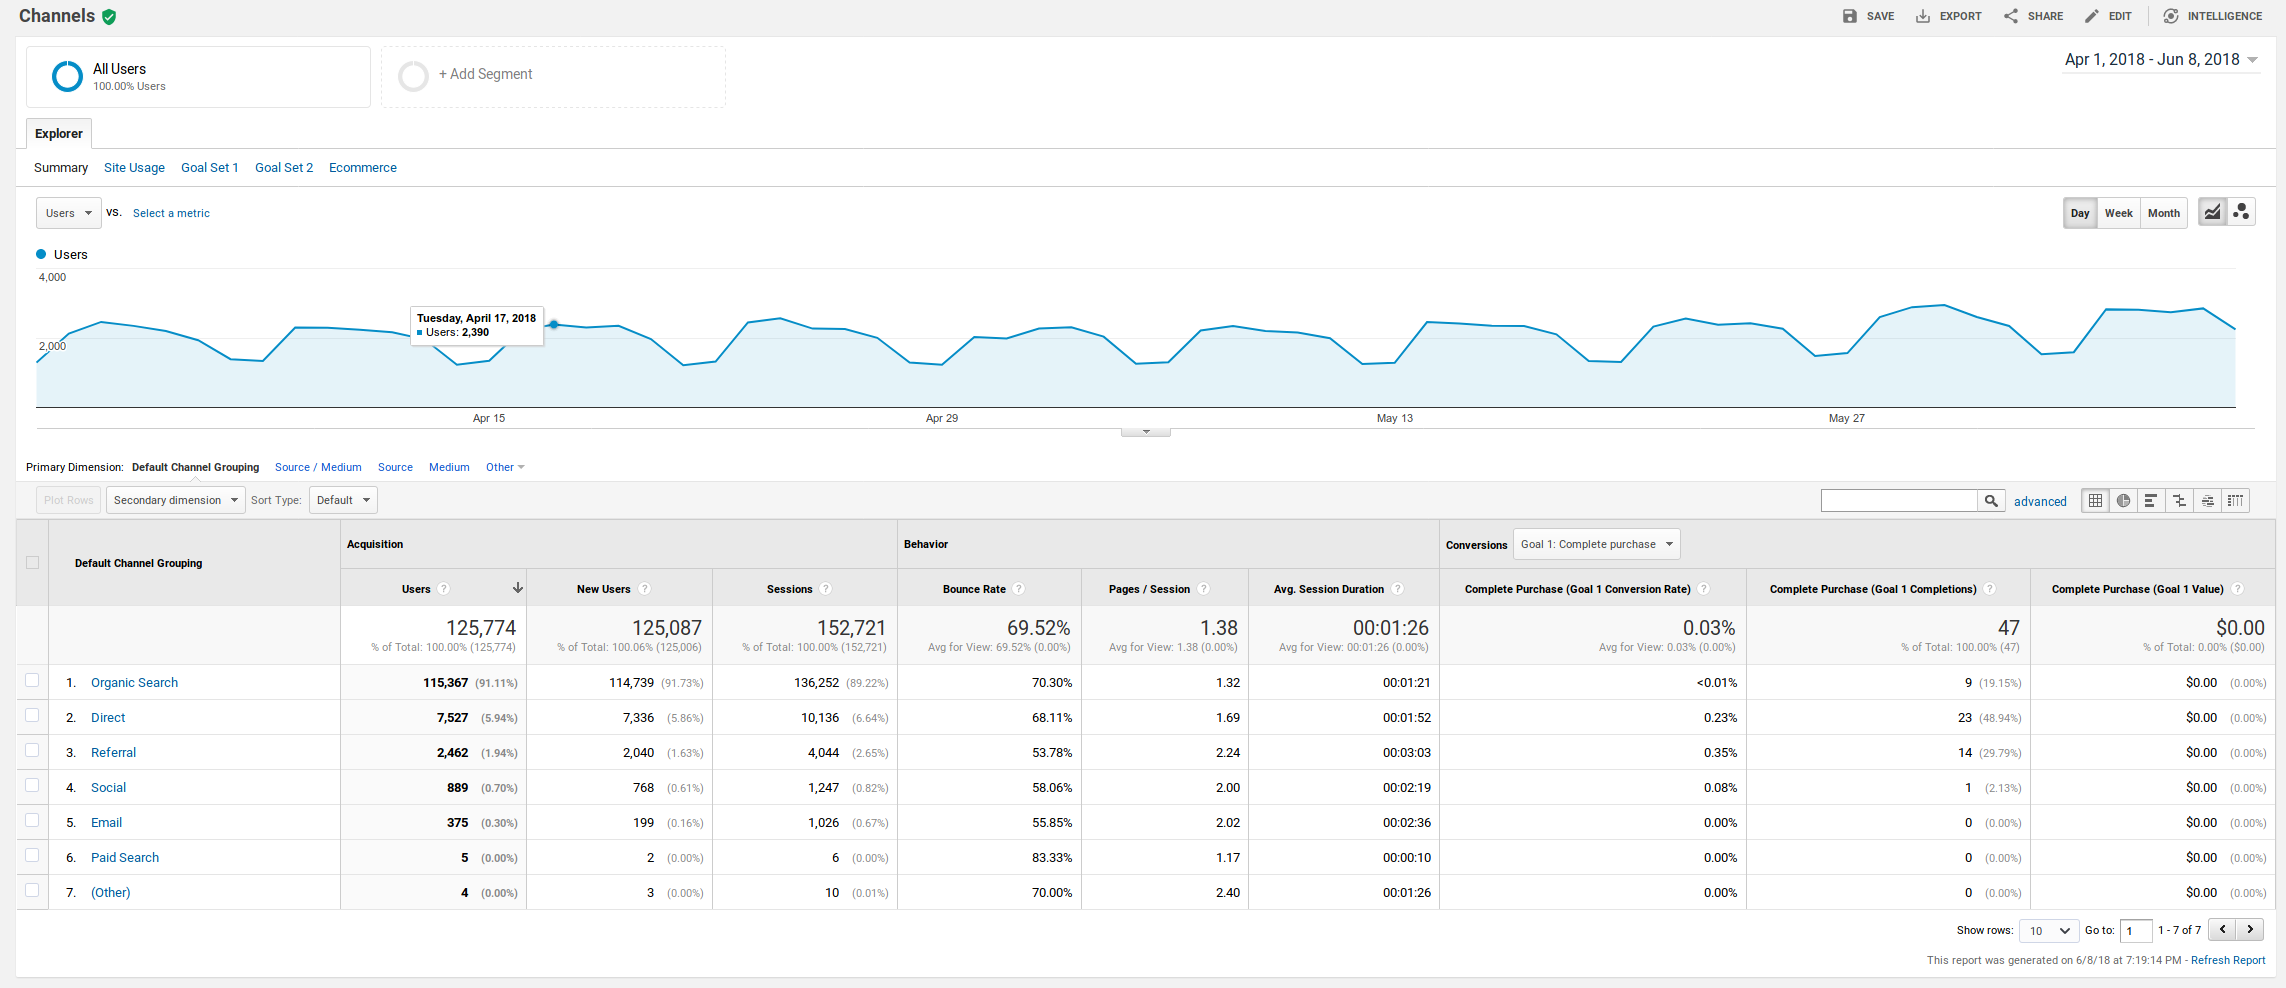 Channels
SAVE EXPORT SHARE EDIT INTELLIGENCE
All Users
100.00% Users
+ Add Segment
Apr 1, 2018 - Jun 8, 2018
Explorer
Summary Site Usage Goal Set 1 Goal Set 2 Ecommerce
Users VS. Select a metric
Day Week Month
Users
4,000
2,000
Tuesday, April 17, 2018
Users: 2,390
Apr 15 Apr 29 May 13 May 27
Primary Dimension: Default Channel Grouping Source / Medium Source Medium Other
Plot Rows Secondary dimension Sort Type: Default
advanced
Default Channel Grouping
Acquisition Behavior Conversions Goal 1: Complete purchase
Users ? New Users ? Sessions ? Bounce Rate ? Pages / Session ? Avg. Session Duration ? Complete Purchase (Goal 1 Conversion Rate) ? Complete Purchase (Goal 1 Completions) ? Complete Purchase (Goal 1 Value) ?
125,774 125,087 152,721 69.52% 1.38 00:01:26 0.03% 47 $0.00
% of Total: 100.00% (125,774) % of Total: 100.06% (125,006) % of Total: 100.00% (152,721) Avg for View: 69.52% (0.00%) Avg for View: 1.38 (0.00%) Avg for View: 00:01:26 (0.00%) Avg for View: 0.03% (0.00%) % of Total: 100.00% (47) % of Total: 0.00% ($0.00)
1. Organic Search 115,367 (91.11%) 114,739 (91.73%) 136,252 (89.22%) 70.30% 1.32 00:01:21 <0.01% 9 (19.15%) $0.00 (0.00%)
2. Direct 7,527 (5.94%) 7,336 (5.86%) 10,136 (6.64%) 68.11% 1.69 00:01:52 0.23% 23 (48.94%) $0.00 (0.00%)
3. Referral 2,462 (1.94%) 2,040 (1.63%) 4,044 (2.65%) 53.78% 2.24 00:03:03 0.35% 14 (29.79%) $0.00 (0.00%)
4. Social 889 (0.70%) 768 (0.61%) 1,247 (0.82%) 58.06% 2.00 00:02:19 0.08% 1 (2.13%) $0.00 (0.00%)
5. Email 375 (0.30%) 199 (0.16%) 1,026 (0.67%) 55.85% 2.02 00:02:36 0.00% 0 (0.00%) $0.00 (0.00%)
6. Paid Search 5 (0.00%) 2 (0.00%) 6 (0.00%) 83.33% 1.17 00:00:10 0.00% 0 (0.00%) $0.00 (0.00%)
7. (Other) 4 (0.00%) 3 (0.00%) 10 (0.01%) 70.00% 2.40 00:01:26 0.00% 0 (0.00%) $0.00 (0.00%)
Show rows: 10 Go to: 1 1 - 7 of 7
This report was generated on 6/8/18 at 7:19:14 PM - Refresh Report